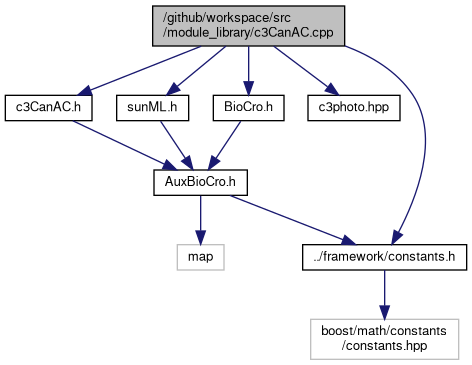 /github/workspace/src
/module_library/c3CanAC.cpp
c3CanAC.h
sunML.h
BioCro.h
c3photo.hpp
AuxBioCro.h
map
../framework/constants.h
boost/math/constants
/constants.hpp